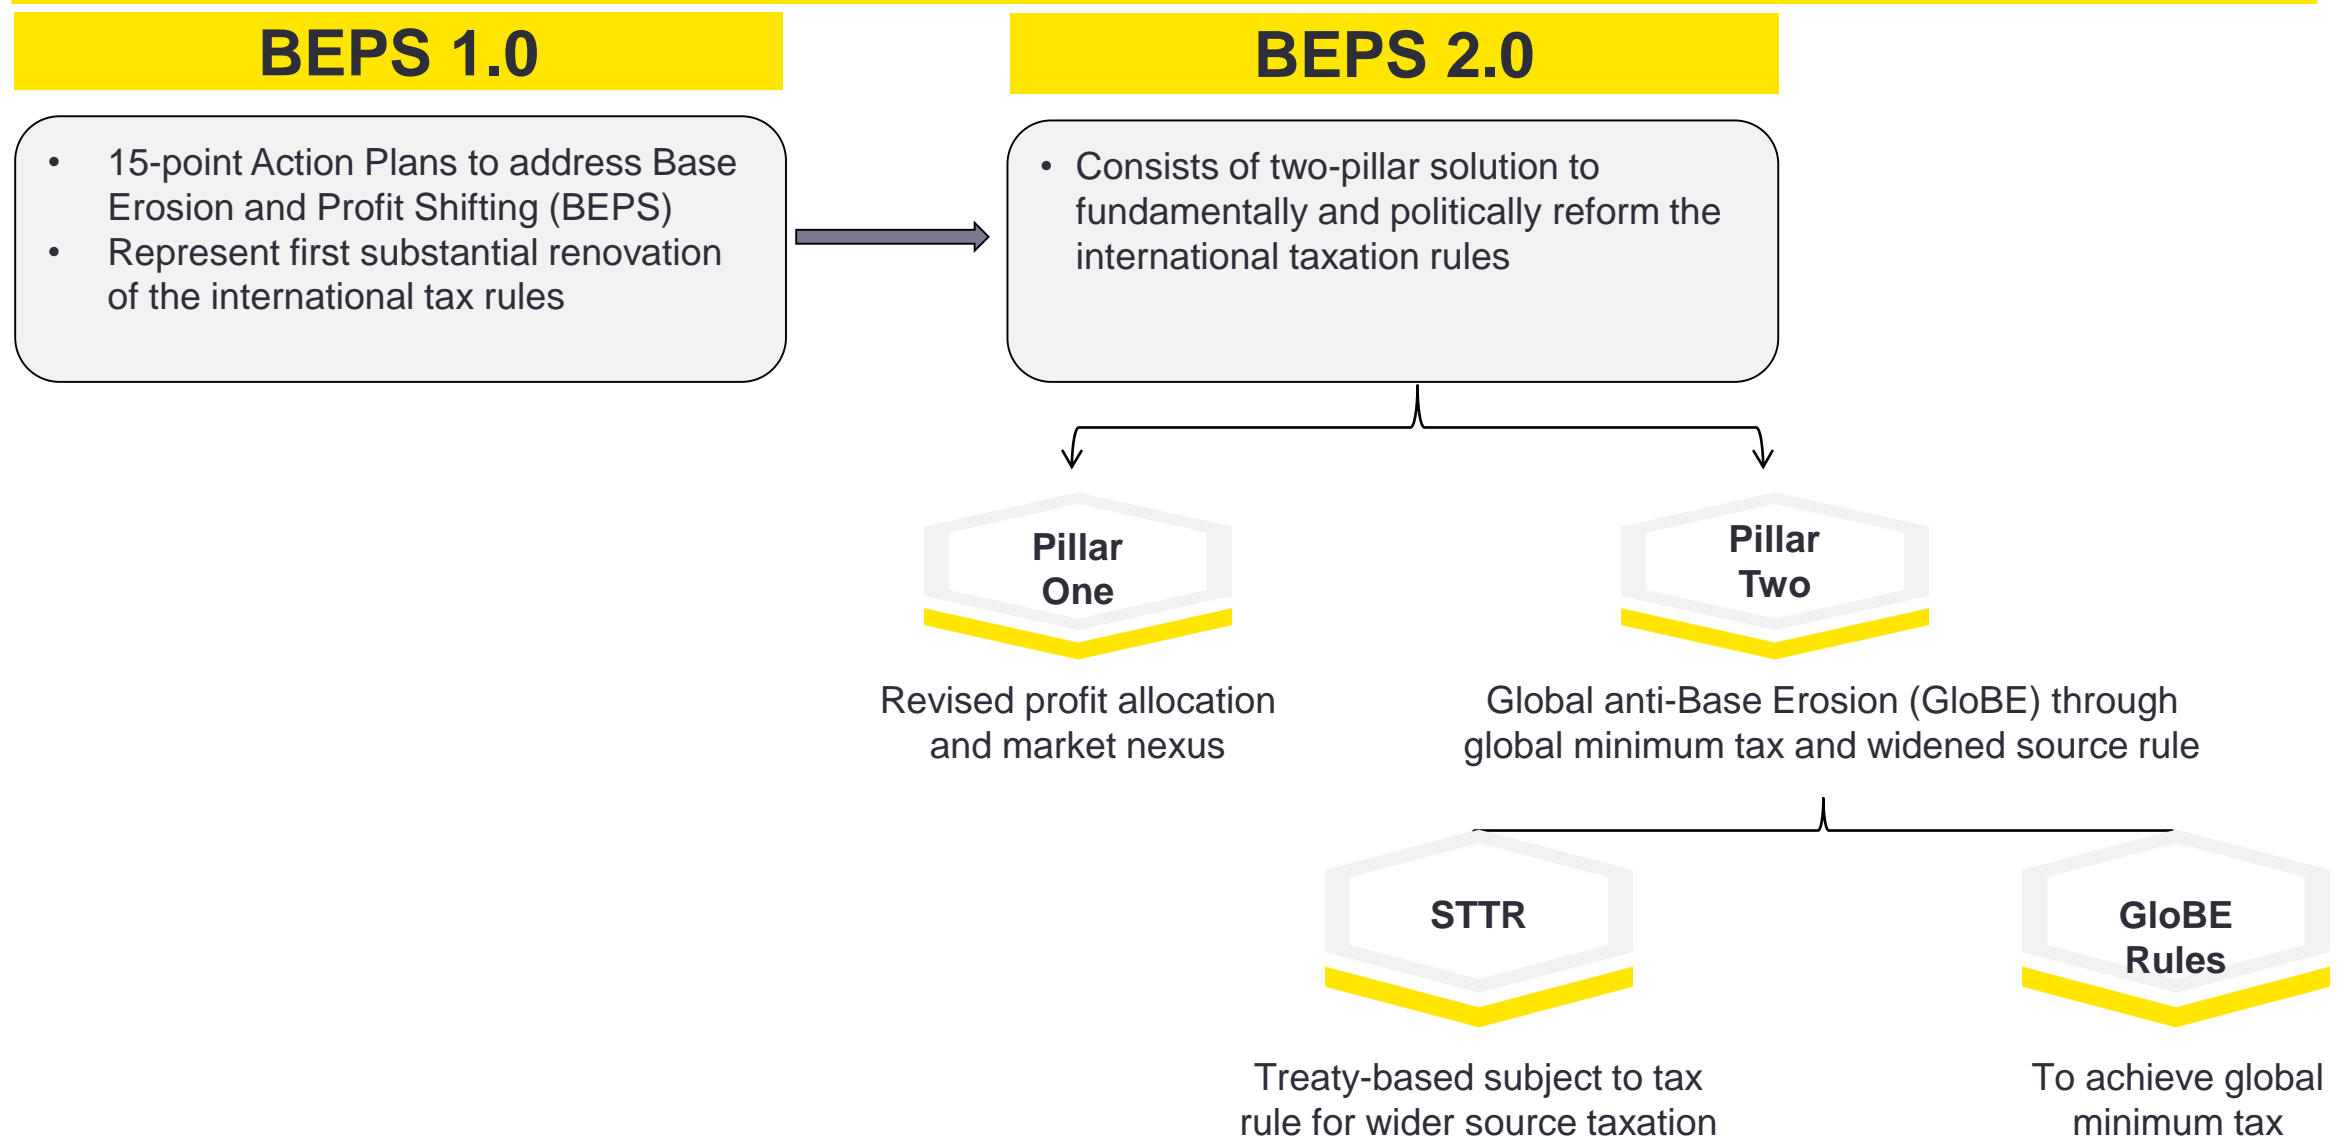 BEPS 1.0
BEPS 2.0
• 15-point Action Plans to address Base
Erosion and Profit Shifting (BEPS)
• Represent first substantial renovation
of the international tax rules
• Consists of two-pillar solution to
fundamentally and politically reform the
international taxation rules
Pillar
One
Revised profit allocation
and market nexus
Pillar
Two
Global anti-Base Erosion (GloBE) through
global minimum tax and widened source rule
STTR
Treaty-based subject to tax
rule for wider source taxation
GloBE
Rules
To achieve global
minimum tax